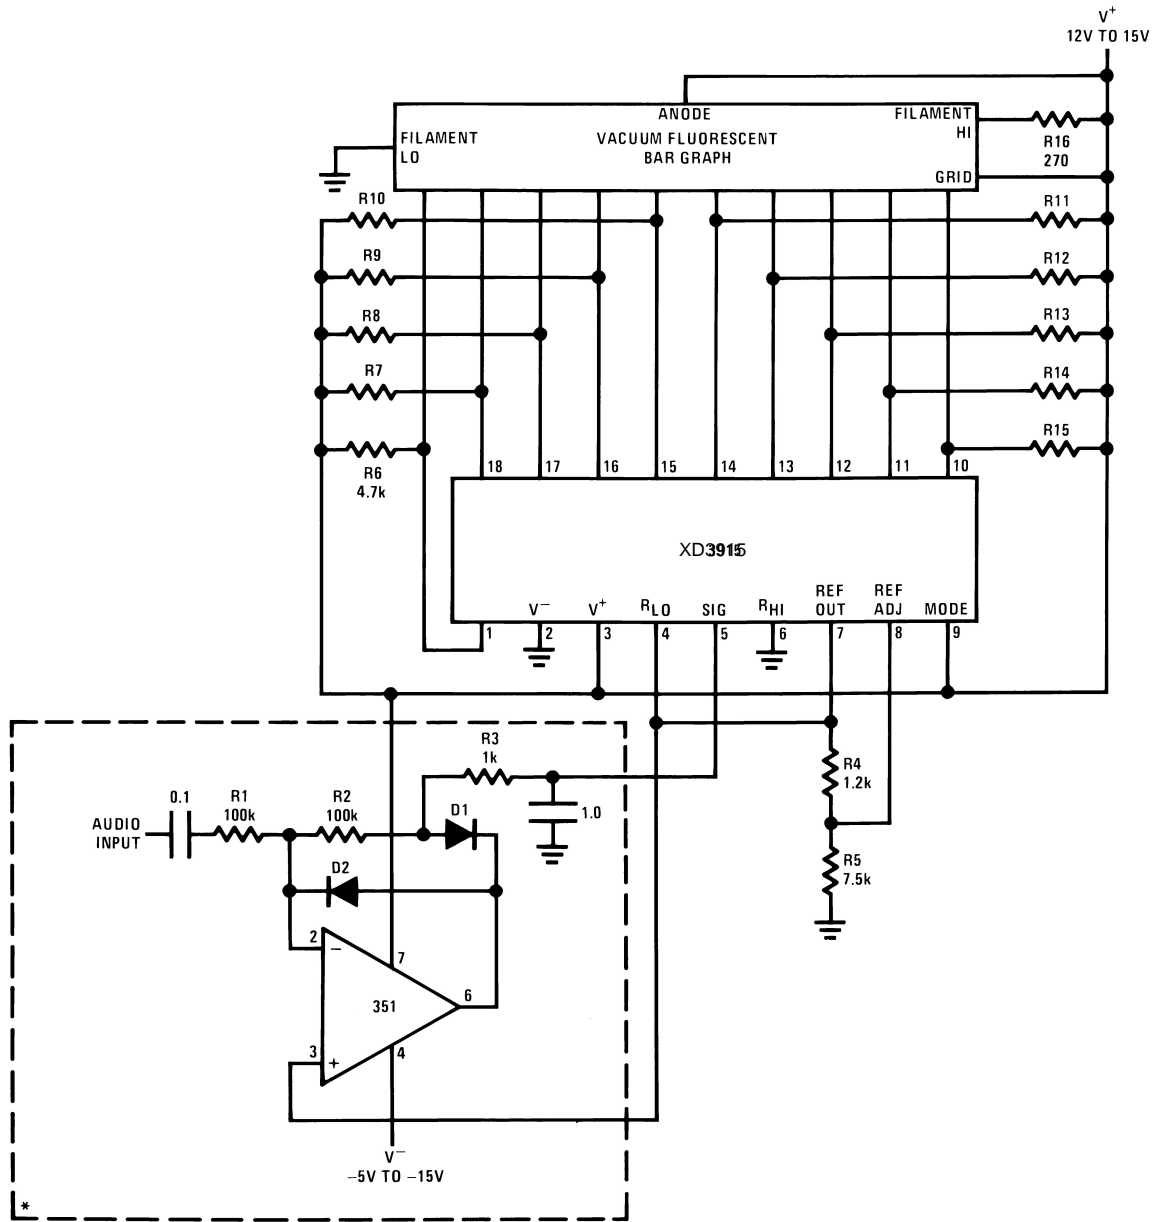 V+
12V TO 15V
ANODE
FILAMENT
HI
FILAMENT
LO
VACUUM FLUORESCENT
BAR GRAPH
GRID
R16
270
R10
R11
R9
R12
R8
R13
R7
R14
R6
4.7k
R15
18
17
16
15
14
13
12
11
10
XD3915
V−
V+
RLO
SIG
RHI
REF
OUT
REF
ADJ
MODE
1
2
3
4
5
6
7
8
9
R3
1k
R4
1.2k
0.1
R1
100k
R2
100k
D1
1.0
AUDIO
INPUT
D2
R5
7.5k
2
−
7
351
6
3
+
4
V−
−5V TO −15V
*